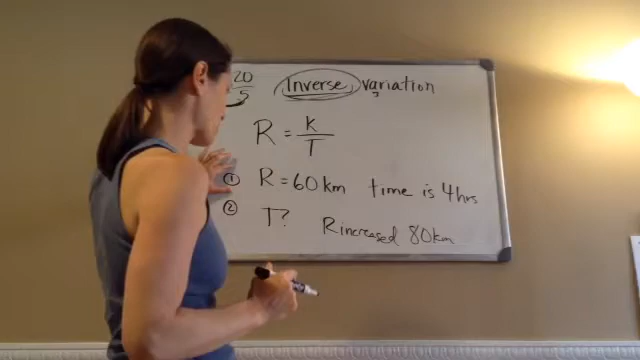 20
5
Inverse variation
R = K
T
① R = 60 km time is 4 hrs
② T? R increased 80 km